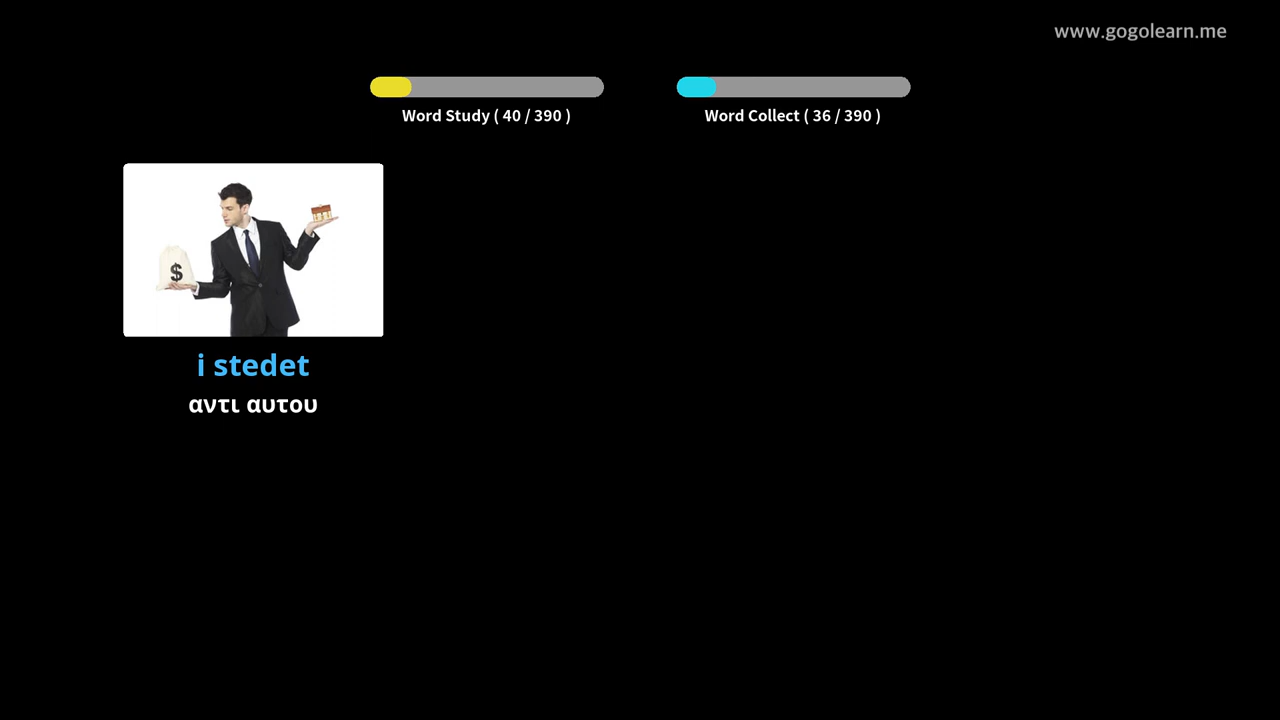 www.gogolearn.me
Word Study ( 40 / 390 )
Word Collect ( 36 / 390 )
$
i stedet
αντι αυτου